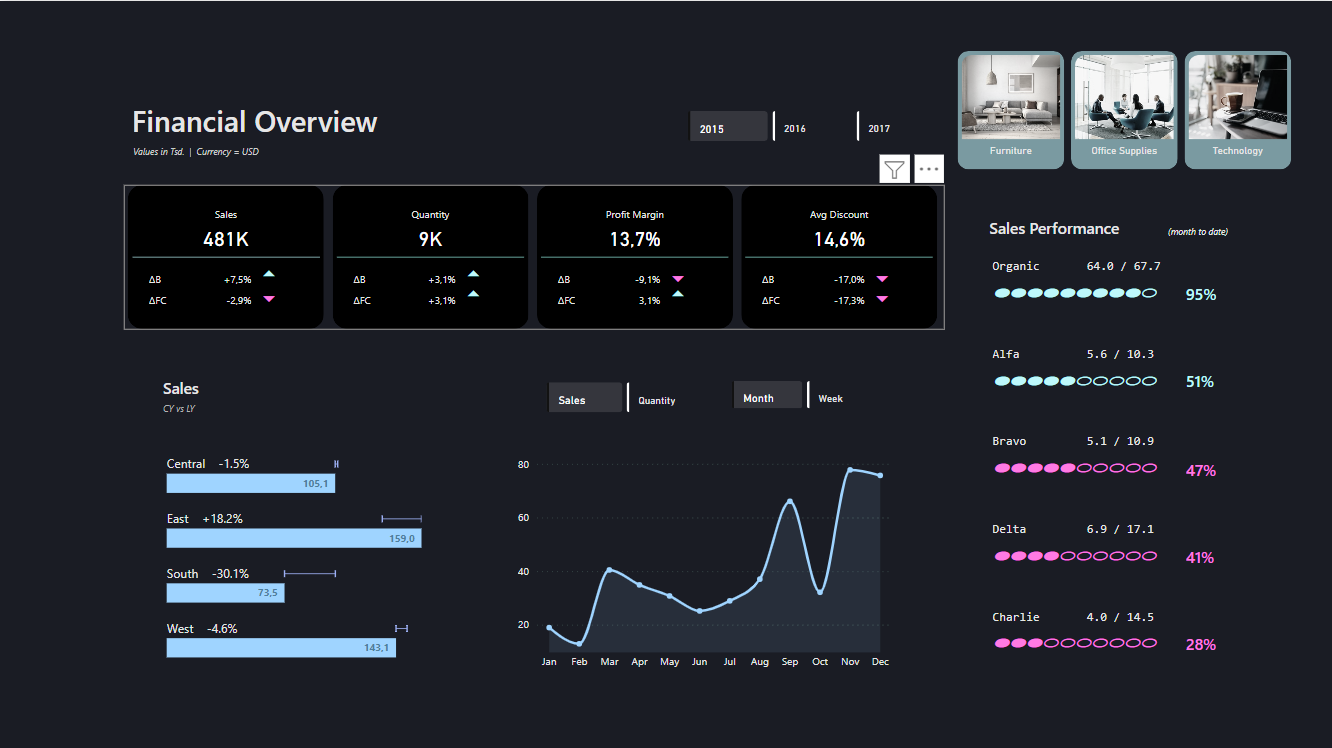 Financial Overview
Values in Tsd. | Currency = USD
2015
2016
2017
Furniture
Office Supplies
Technology
Sales
481K
ΔB +7,5%
ΔFC -2,9%
Quantity
9K
ΔB +3,1%
ΔFC +3,1%
Profit Margin
13,7%
ΔB -9,1%
ΔFC 3,1%
Avg Discount
14,6%
ΔB -17,0%
ΔFC -17,3%
Sales
CY vs LY
Central -1.5%
105,1
East +18.2%
159,0
South -30.1%
73,5
West -4.6%
143,1
Sales
Quantity
Month
Week
80
60
40
20
Jan Feb Mar Apr May Jun Jul Aug Sep Oct Nov Dec
Sales Performance (month to date)
Organic 64.0 / 67.7
95%
Alfa 5.6 / 10.3
51%
Bravo 5.1 / 10.9
47%
Delta 6.9 / 17.1
41%
Charlie 4.0 / 14.5
28%